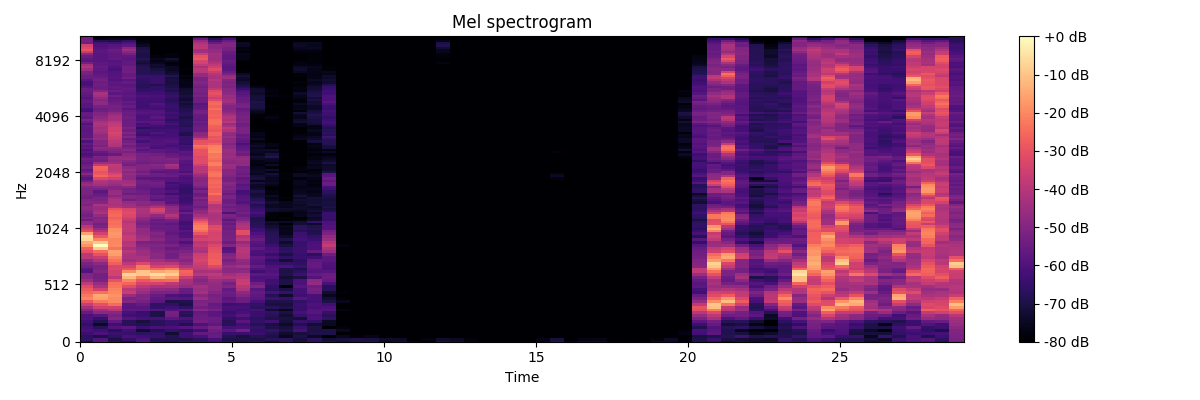 Mel spectrogram
+0 dB
-10 dB
-20 dB
-30 dB
-40 dB
-50 dB
-60 dB
-70 dB
-80 dB
8192
4096
2048
1024
512
0
Hz
0 5 10 15 20 25
Time